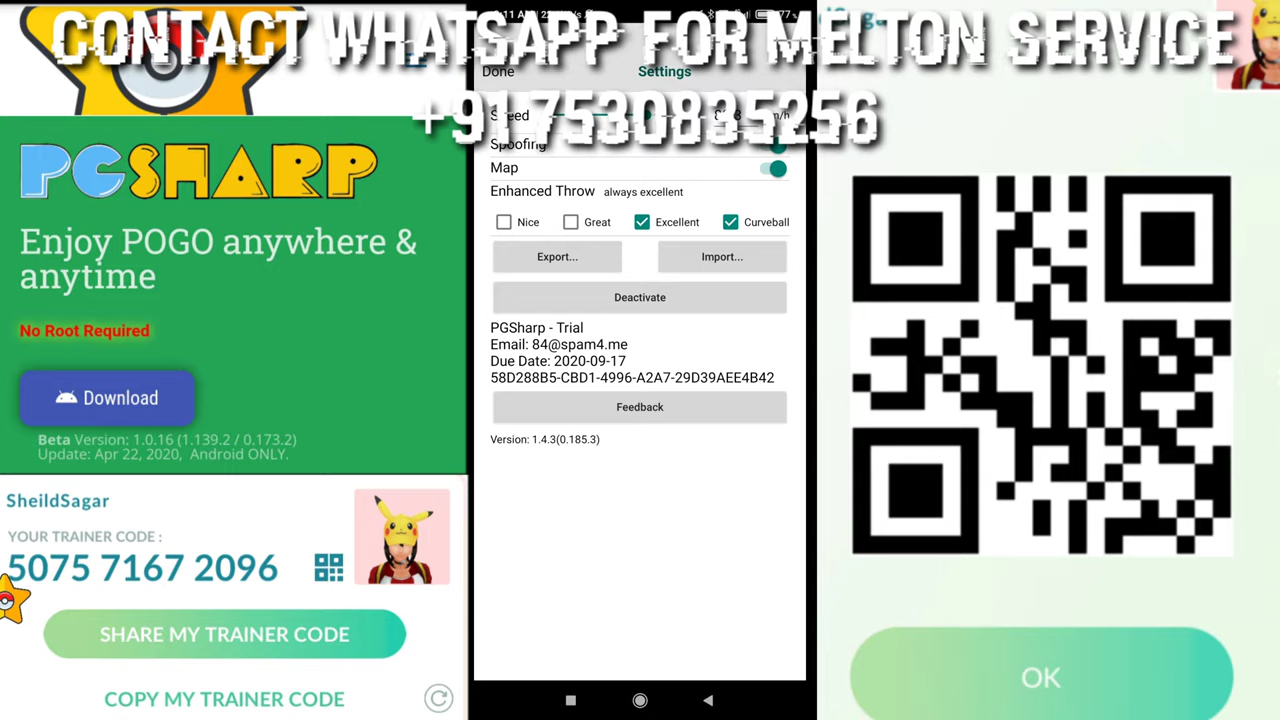 CONTACT WHATSAPP FOR MELTON SERVICE
+91 7530835256
PGSHARP
Enjoy POGO anywhere &
anytime
No Root Required
Download
Beta Version: 1.0.16 (1.139.2 / 0.173.2)
Update: Apr 22, 2020, Android ONLY.
SheildSagar
YOUR TRAINER CODE :
5075 7167 2096
SHARE MY TRAINER CODE
COPY MY TRAINER CODE
Done Settings
Speed
Spoofing
Map
Enhanced Throw always excellent
Nice Great Excellent Curveball
Export... Import...
Deactivate
PGSharp - Trial
Email: 84@spam4.me
Due Date: 2020-09-17
58D288B5-CBD1-4996-A2A7-29D39AEE4B42
Feedback
Version: 1.4.3(0.185.3)
OK